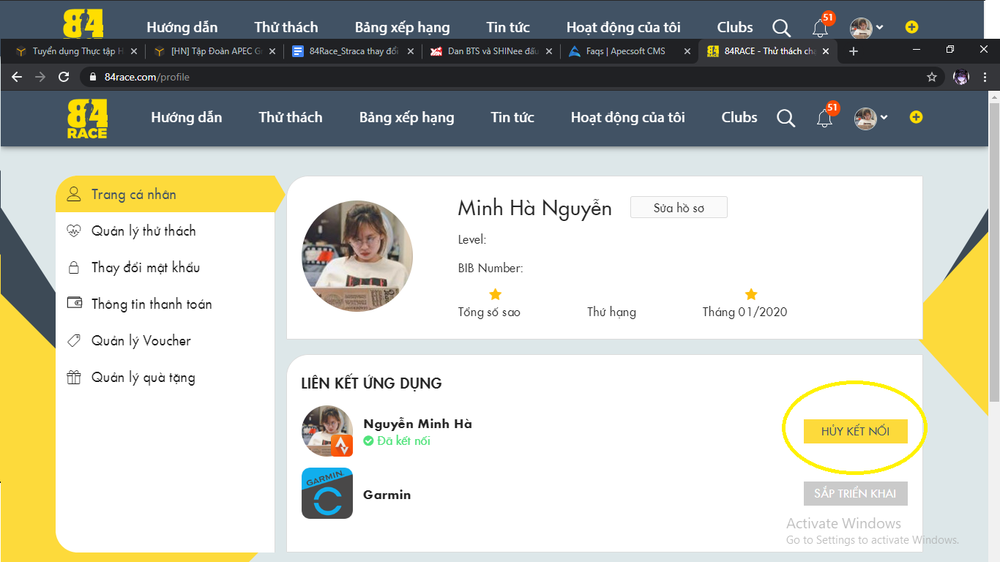 84
Hướng dẫn Thử thách Bảng xếp hạng Tin tức Hoạt động của tôi Clubs 51
Tuyển dụng Thực tập H [HN] Tập Đoàn APEC Gr 84Race_Straca thay đổi Dan BTS và SHINee đấu Faqs | Apecsoft CMS 84RACE - Thử thách cha
84race.com/profile
84
RACE
Hướng dẫn Thử thách Bảng xếp hạng Tin tức Hoạt động của tôi Clubs 51
Trang cá nhân
Quản lý thử thách
Thay đổi mật khẩu
Thông tin thanh toán
Quản lý Voucher
Quản lý quà tặng
Minh Hà Nguyễn Sửa hồ sơ
Level:
BIB Number:
Tổng số sao Thứ hạng Tháng 01/2020
LIÊN KẾT ỨNG DỤNG
Nguyễn Minh Hà
Đã kết nối
HỦY KẾT NỐI
GARMIN
Garmin
SẮP TRIỂN KHAI
Activate Windows
Go to Settings to activate Windows.